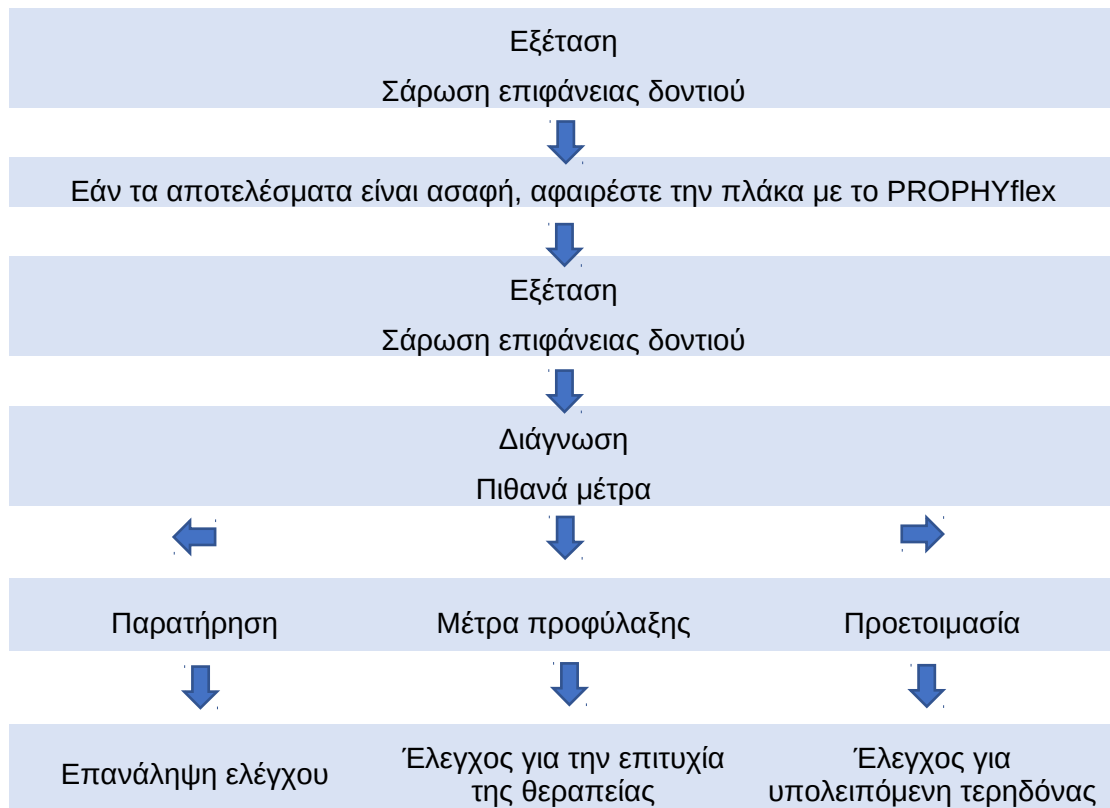 Εξέταση
Σάρωση επιφάνειας δοντιού
Εάν τα αποτελέσματα είναι ασαφή, αφαιρέστε την πλάκα με το PROPHYflex
Εξέταση
Σάρωση επιφάνειας δοντιού
Διάγνωση
Πιθανά μέτρα
Παρατήρηση
Μέτρα προφύλαξης
Προετοιμασία
Επανάληψη ελέγχου
Έλεγχος για την επιτυχία
της θεραπείας
Έλεγχος για
υπολειπόμενη τερηδόνας